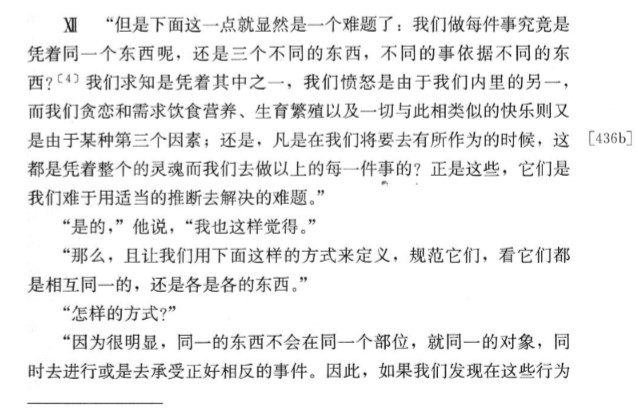 Ⅻ “但是下面这一点就显然是一个难题了：我们做每件事究竟是
凭着同一个东西呢，还是三个不同的东西，不同的事依据不同的东
西？〔4〕我们求知是凭着其中之一，我们愤怒是由于我们内里的另一，
而我们贪恋和需求饮食营养、生育繁殖以及一切与此相类似的快乐则又
是由于某种第三个因素；还是，凡是在我们将要去有所作为的时候，这 [436b]
都是凭着整个的灵魂而我们去做以上的每一件事的？正是这些，它们是
我们难于用适当的推断去解决的难题。”
“是的，”他说，“我也这样觉得。”
“那么，且让我们用下面这样的方式来定义，规范它们，看它们都
是相互同一的，还是各是各的东西。”
“怎样的方式？”
“因为很明显，同一的东西不会在同一个部位，就同一的对象，同
时去进行或是去承受正好相反的事件。因此，如果我们发现在这些行为